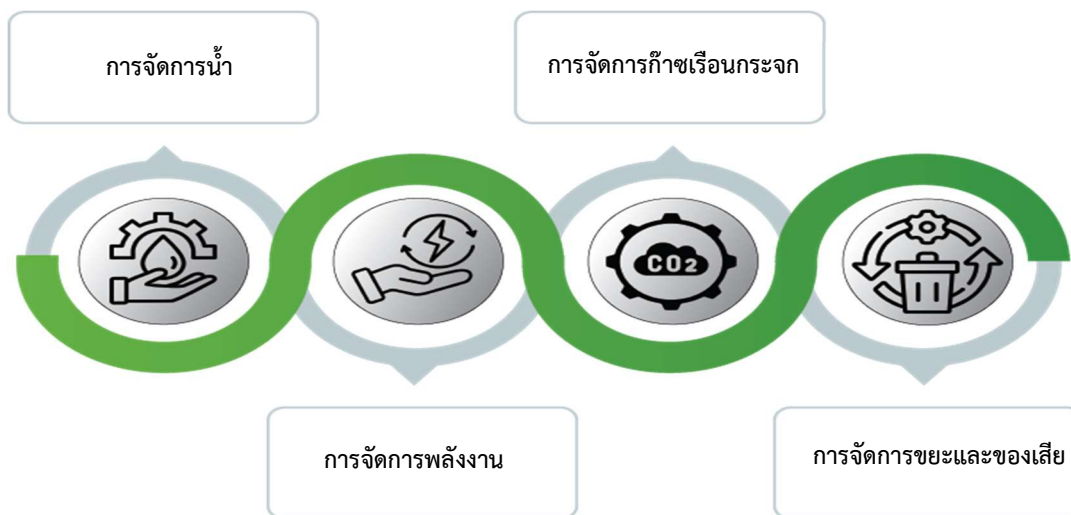 การจัดการน้ำ
การจัดการก๊าซเรือนกระจก
CO2
การจัดการพลังงาน
การจัดการขยะและของเสีย